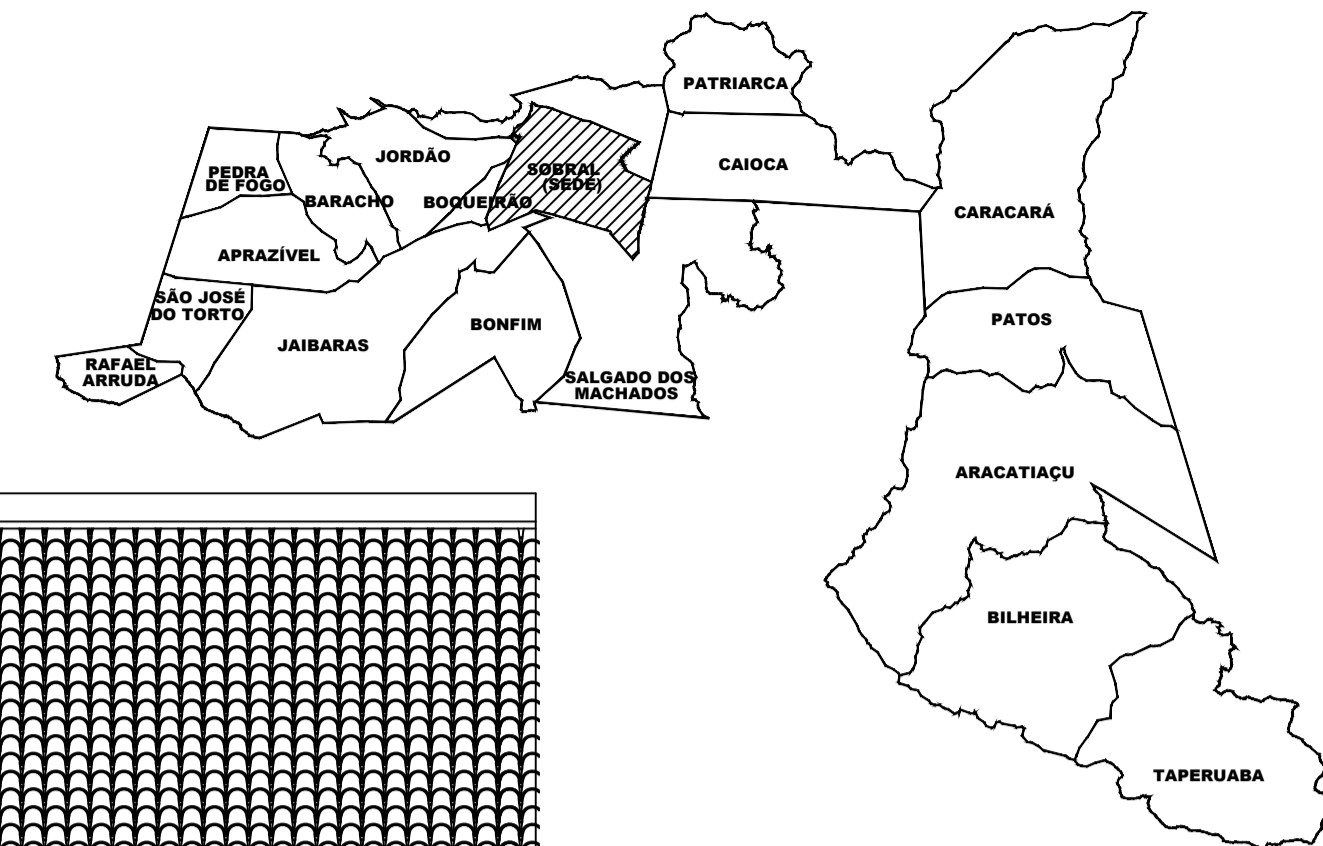 PATRIARCA
JORDÃO
CAIOCA
PEDRA
DE FOGO
SOBRAL
(SEDE)
BARACHO
BOQUEIRÃO
CARACARÁ
APRAZÍVEL
SÃO JOSÉ
DO TORTO
PATOS
BONFIM
JAIBARAS
RAFAEL
ARRUDA
SALGADO DOS
MACHADOS
ARACATIAÇU
BILHEIRA
TAPERUABA